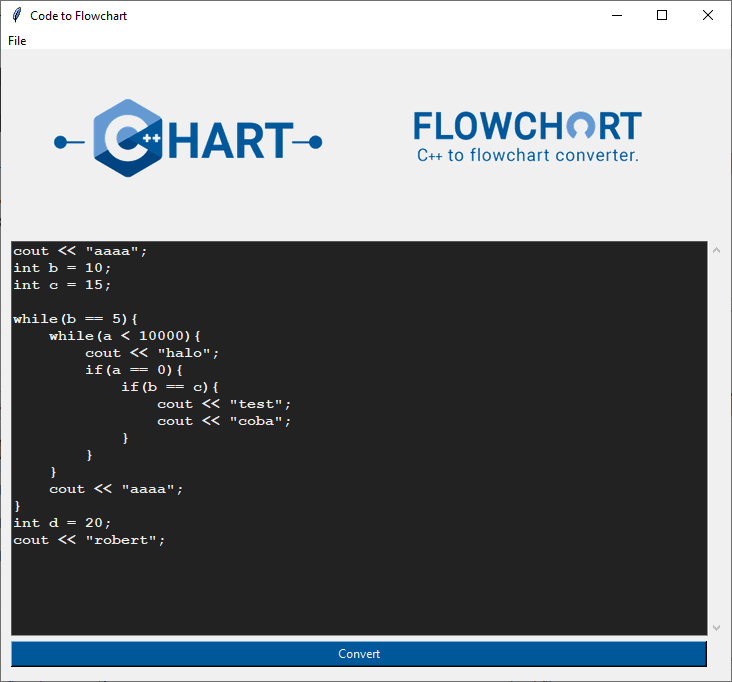 Code to Flowchart
File
C++ HART
FLOWCHART
C++ to flowchart converter.
cout << "aaaa";
int b = 10;
int c = 15;

while(b == 5){
    while(a < 10000){
        cout << "halo";
        if(a == 0){
            if(b == c){
                cout << "test";
                cout << "coba";
            }
        }
    }
    cout << "aaaa";
}
int d = 20;
cout << "robert";
Convert